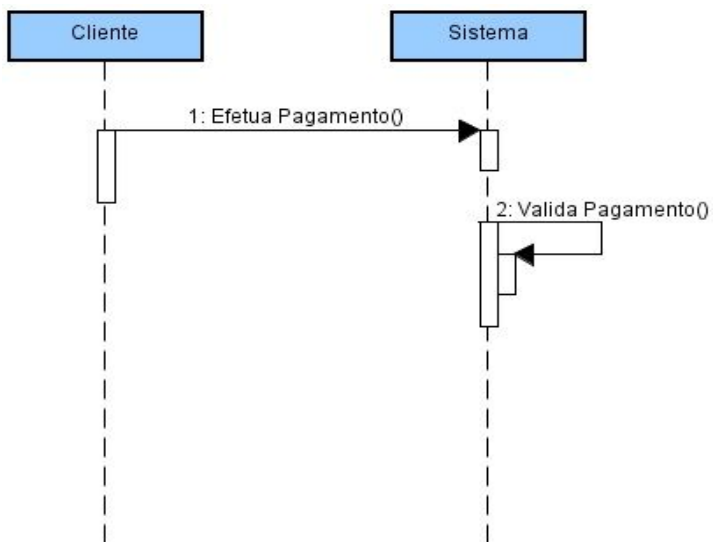 Cliente
Sistema
1: Efetua Pagamento()
2: Valida Pagamento()